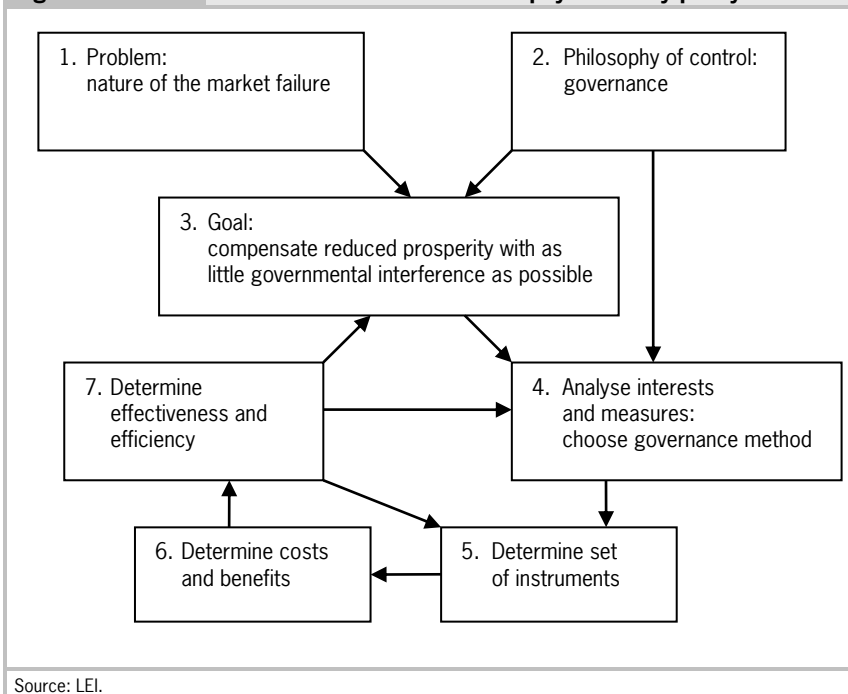 1. Problem:
nature of the market failure
2. Philosophy of control:
governance
3. Goal:
compensate reduced prosperity with as
little governmental interference as possible
7. Determine
effectiveness and
efficiency
4. Analyse interests
and measures:
choose governance method
6. Determine costs
and benefits
5. Determine set
of instruments
Source: LEI.